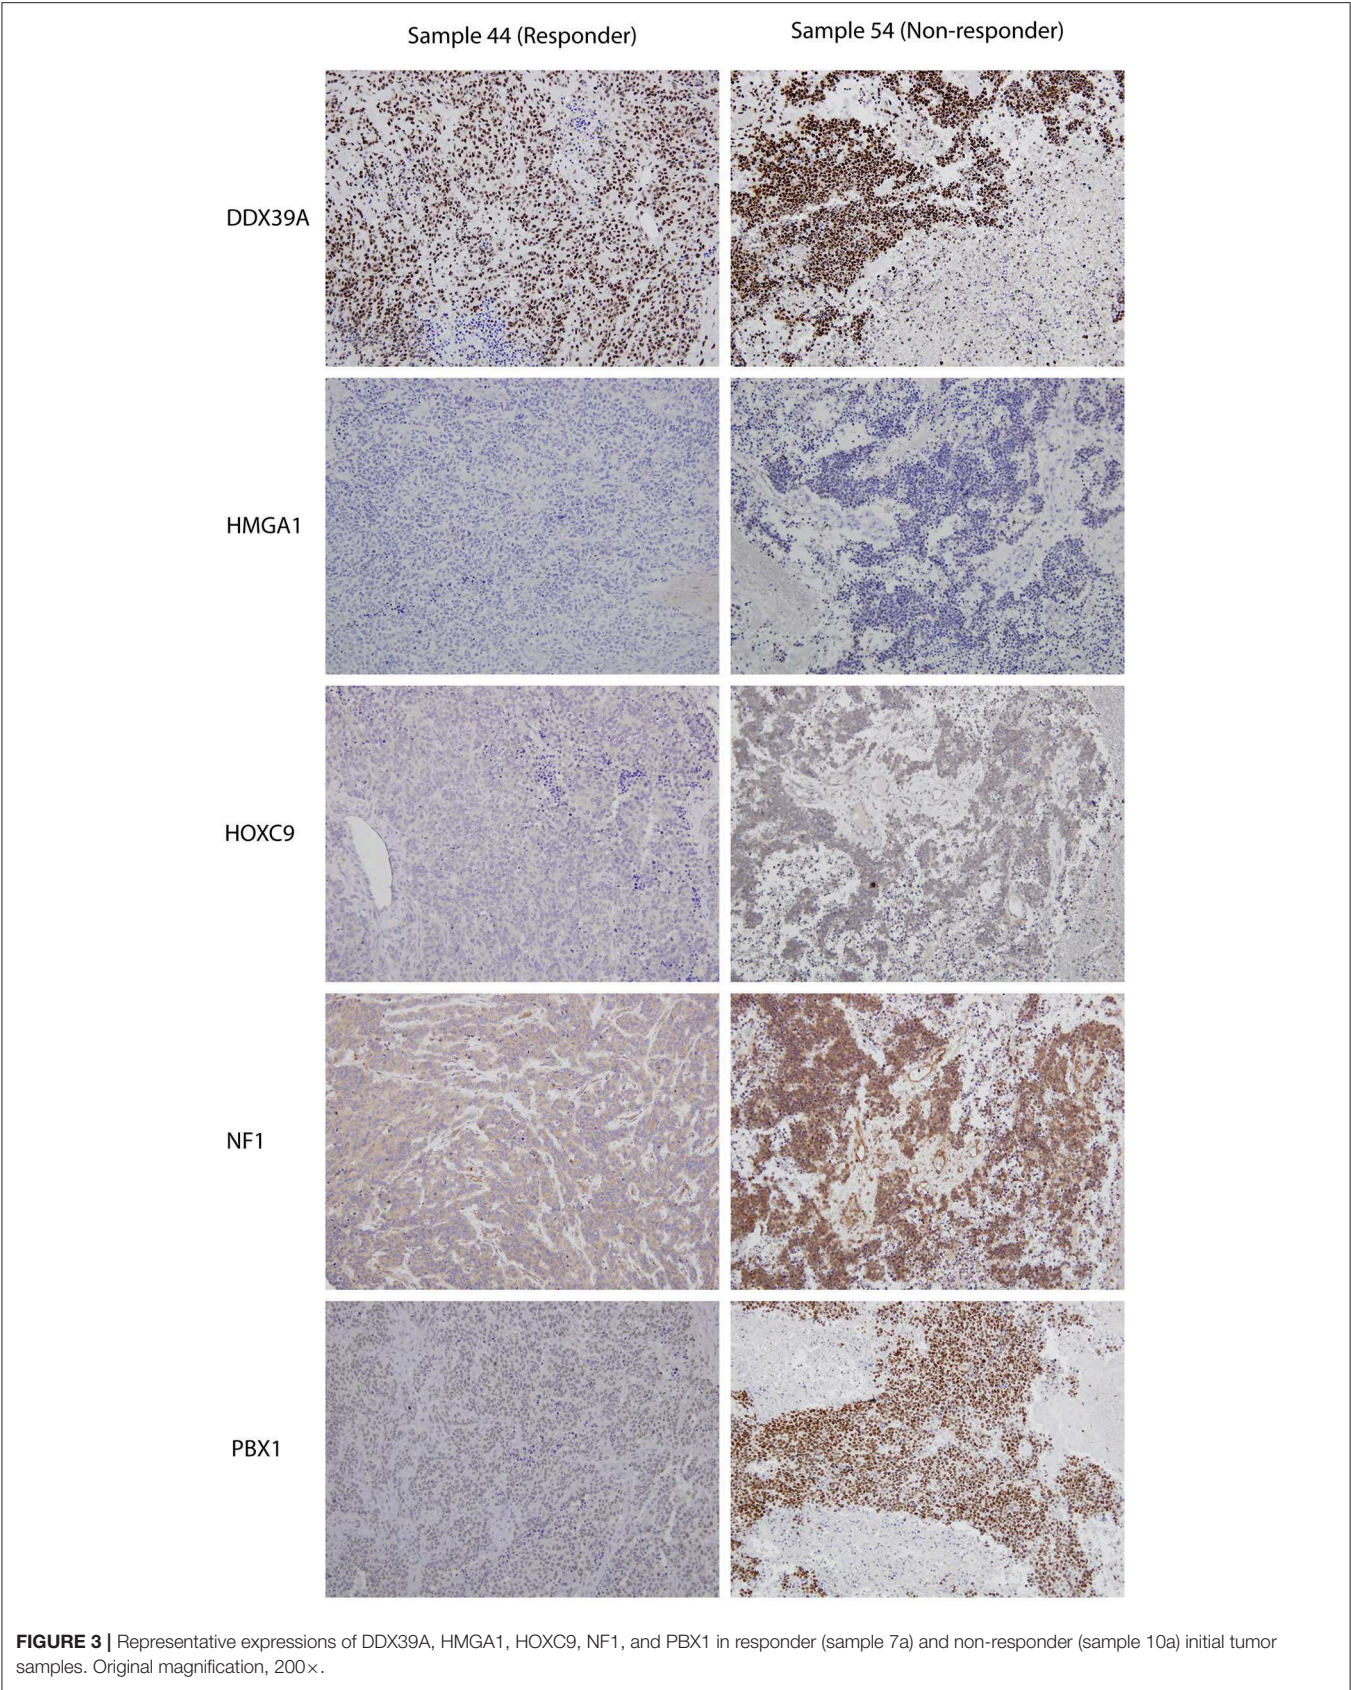 Sample 44 (Responder)
Sample 54 (Non-responder)
DDX39A
HMGA1
HOXC9
NF1
PBX1
FIGURE 3 | Representative expressions of DDX39A, HMGA1, HOXC9, NF1, and PBX1 in responder (sample 7a) and non-responder (sample 10a) initial tumor
samples. Original magnification, 200×.